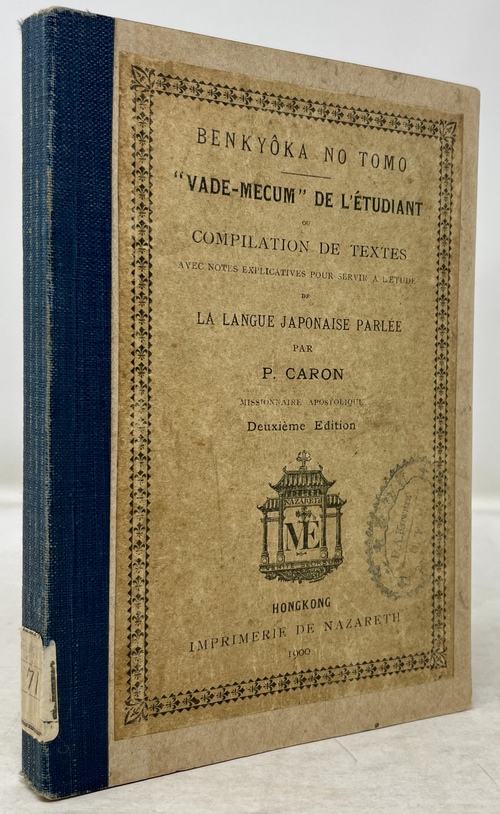 BENKYÔKA NO TOMO
"VADE-MECUM" DE L'ÉTUDIANT
OU
COMPILATION DE TEXTES
AVEC NOTES EXPLICATIVES POUR SERVIR A L'ÉTUDE
DE
LA LANGUE JAPONAISE PARLÉE
PAR
P. CARON
MISSIONNAIRE APOSTOLIQUE
Deuxième Edition
NAZARETH
ME
HONGKONG
IMPRIMERIE DE NAZARETH
1900
7